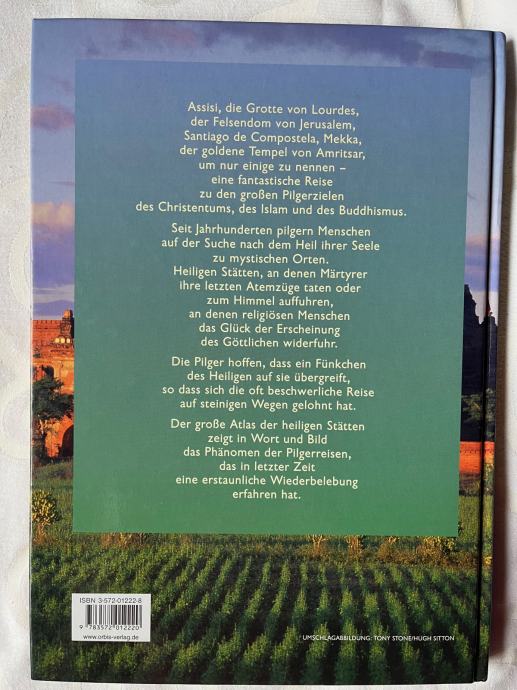 Assisi, die Grotte von Lourdes,
der Felsendom von Jerusalem,
Santiago de Compostela, Mekka,
der goldene Tempel von Amritsar,
um nur einige zu nennen –
eine fantastische Reise
zu den großen Pilgerzielen
des Christentums, des Islam und des Buddhismus.
Seit Jahrhunderten pilgern Menschen
auf der Suche nach dem Heil ihrer Seele
zu mystischen Orten.
Heiligen Stätten, an denen Märtyrer
ihre letzten Atemzüge taten oder
zum Himmel auffuhren,
an denen religiösen Menschen
das Glück der Erscheinung
des Göttlichen widerfuhr.
Die Pilger hoffen, dass ein Fünkchen
des Heiligen auf sie übergreift,
so dass sich die oft beschwerliche Reise
auf steinigen Wegen gelohnt hat.
Der große Atlas der heiligen Stätten
zeigt in Wort und Bild
das Phänomen der Pilgerreisen,
das in letzter Zeit
eine erstaunliche Wiederbelebung
erfahren hat.
ISBN 3-572-01222-8
9 783572 012220
www.orbis-verlag.de
UMSCHLAGABBILDUNG: TONY STONE/HUGH SITTON